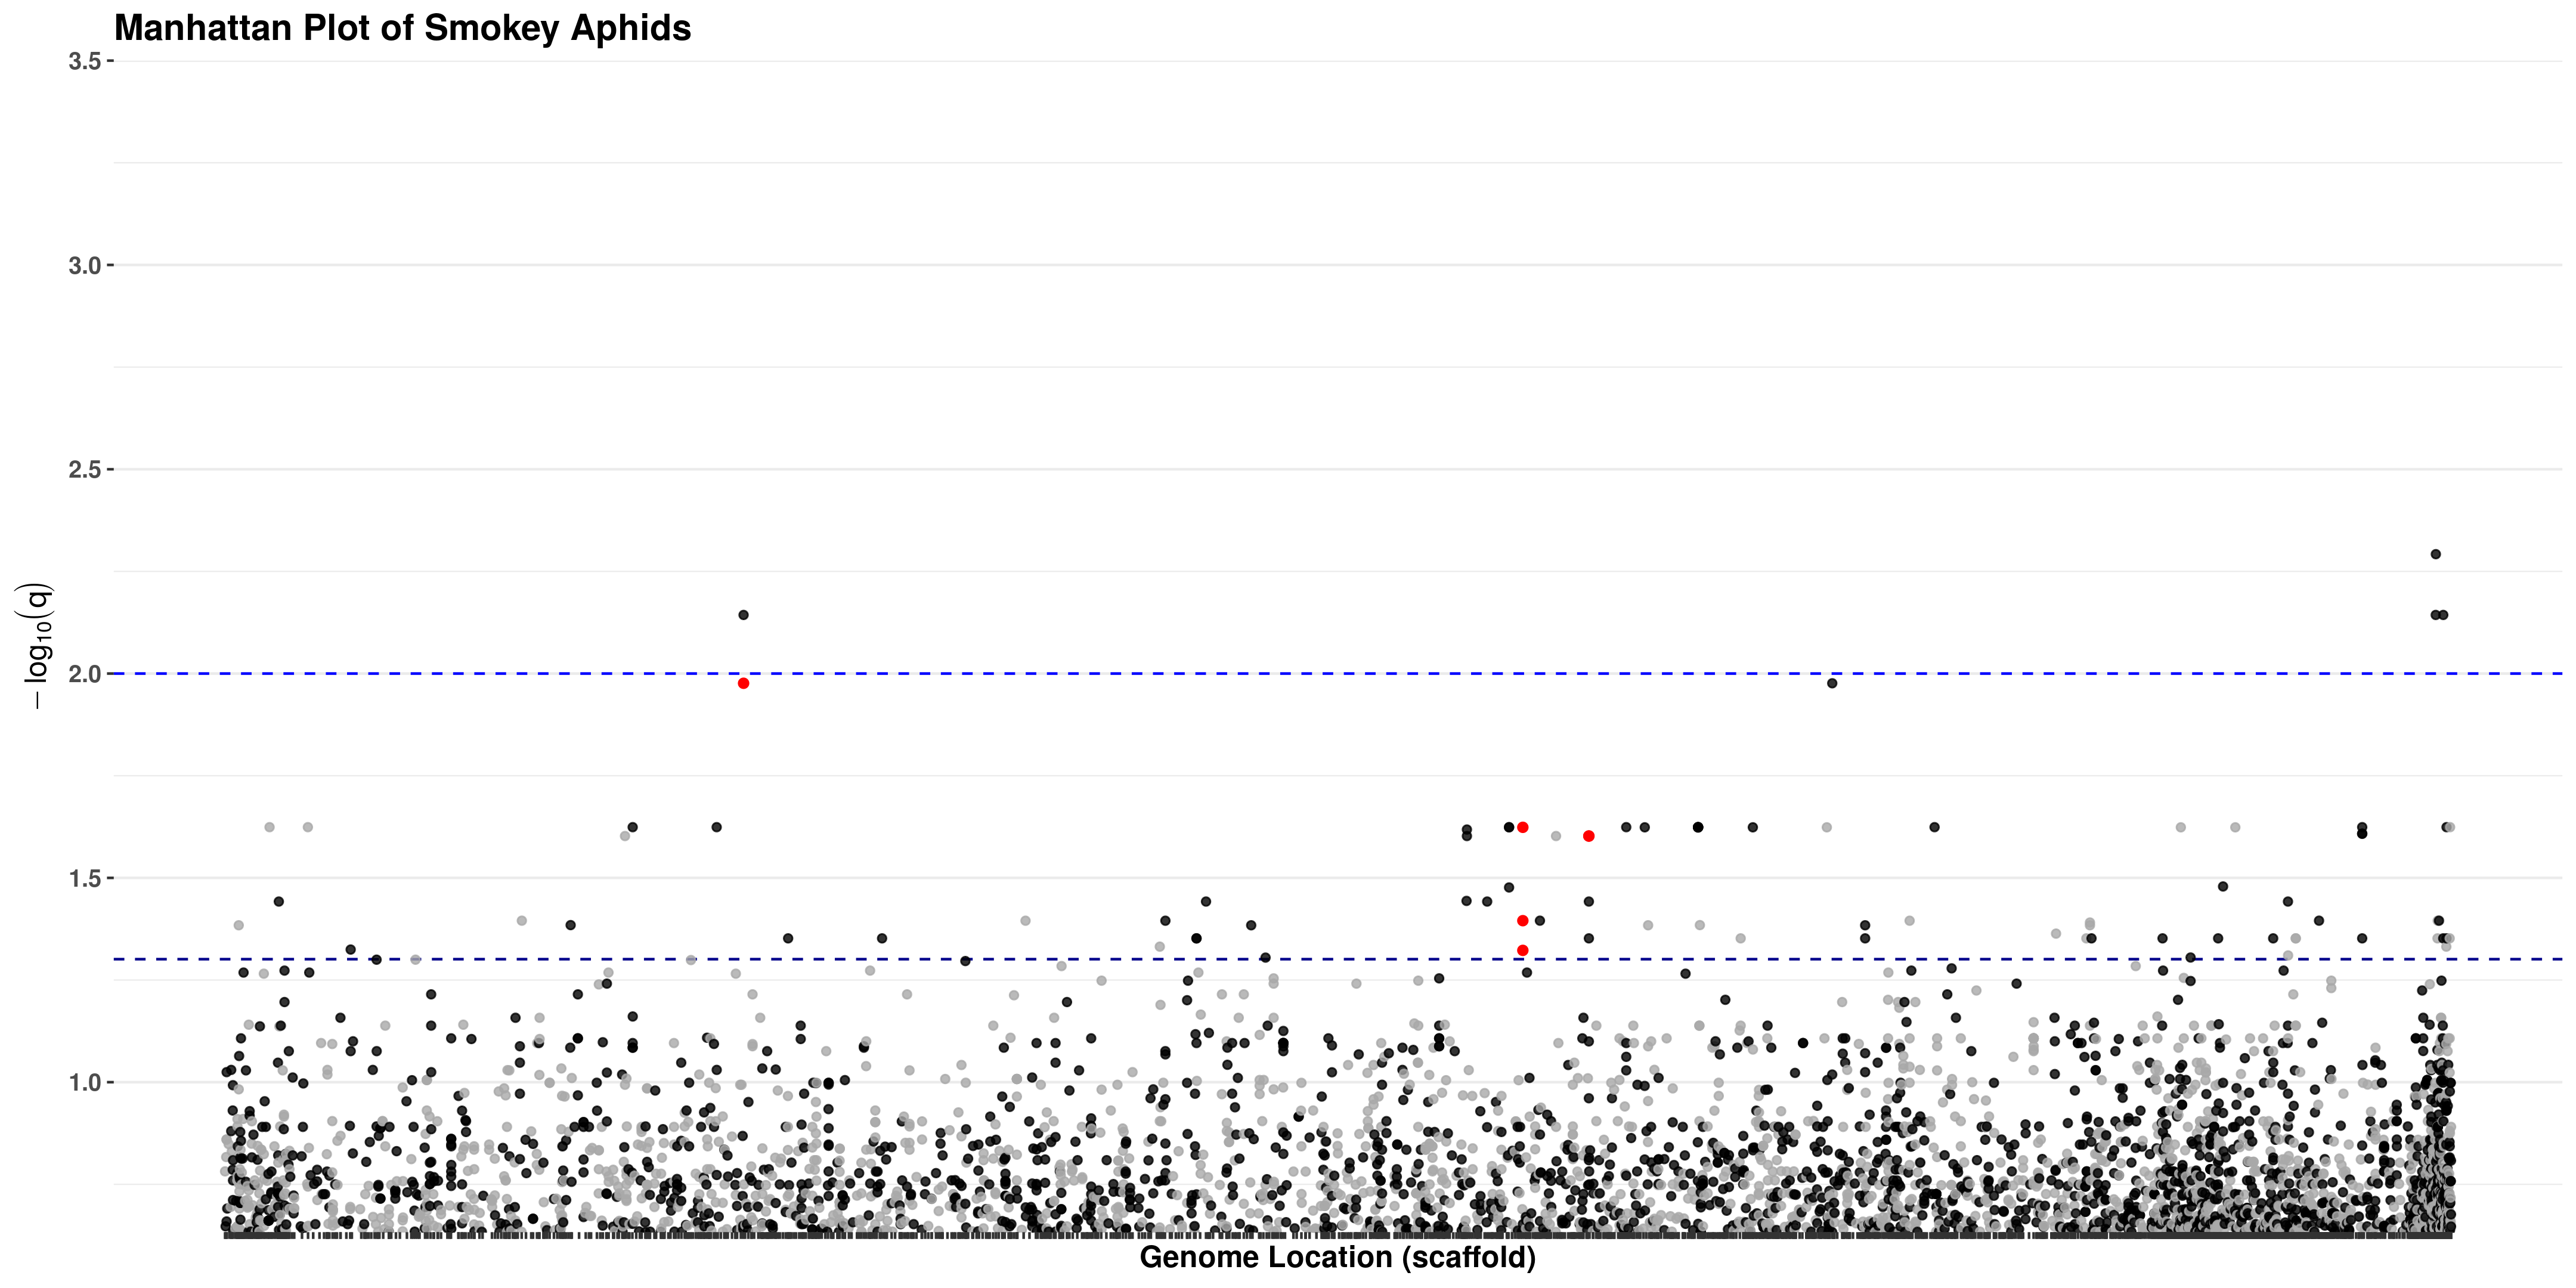 Manhattan Plot of Smokey Aphids
3.5
3.0
2.5
2.0
1.5
1.0
− log₁₀(q)
Genome Location (scaffold)